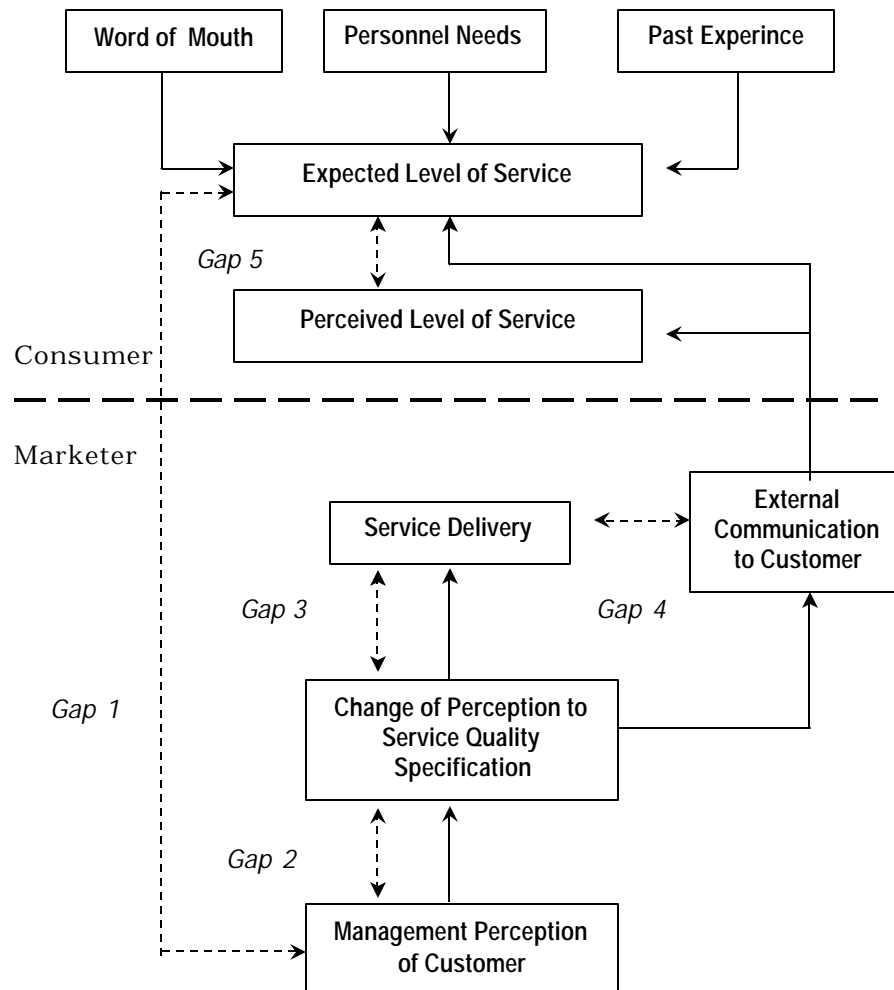 Word of Mouth
Personnel Needs
Past Experince
Expected Level of Service
Gap 5
Perceived Level of Service
Consumer
Marketer
External
Communication
to Customer
Service Delivery
Gap 3
Gap 4
Change of Perception to
Service Quality
Specification
Gap 1
Gap 2
Management Perception
of Customer